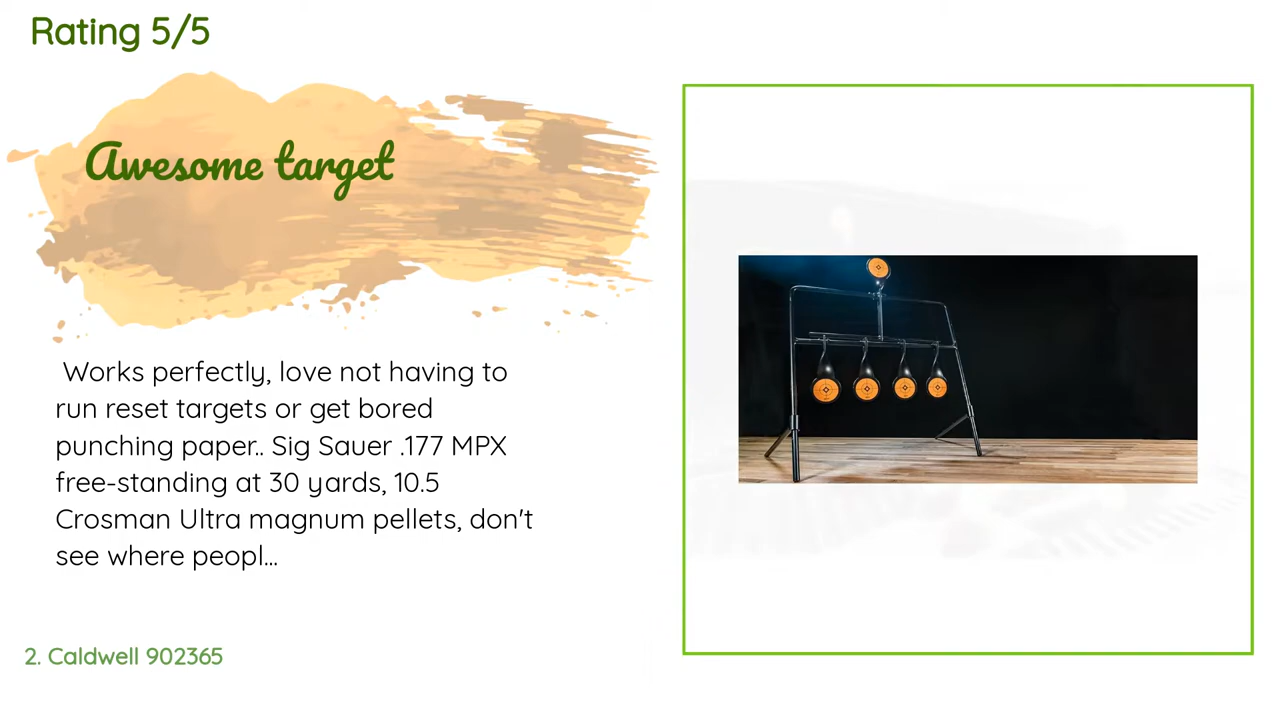 Rating 5/5
Awesome target
Works perfectly, love not having to
run reset targets or get bored
punching paper.. Sig Sauer .177 MPX
free-standing at 30 yards, 10.5
Crosman Ultra magnum pellets, don't
see where peopl...
2. Caldwell 902365